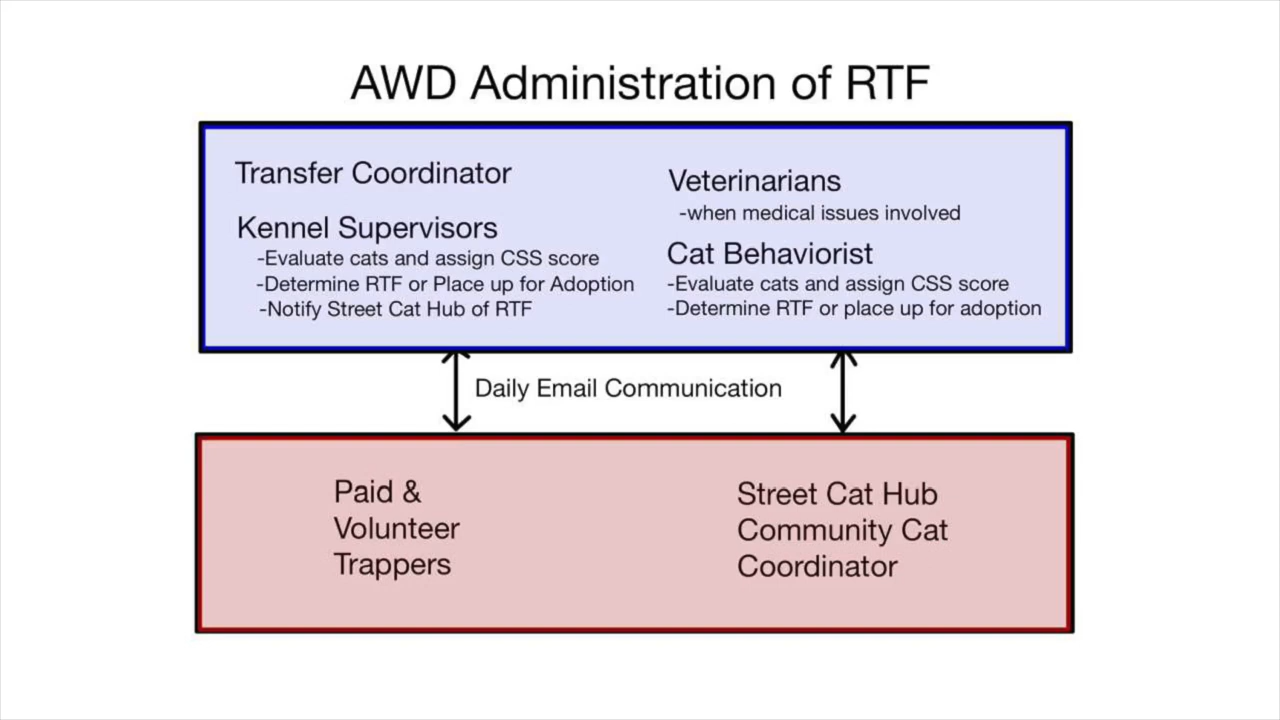 AWD Administration of RTF
Transfer Coordinator
Kennel Supervisors
-Evaluate cats and assign CSS score
-Determine RTF or Place up for Adoption
-Notify Street Cat Hub of RTF
Veterinarians
-when medical issues involved
Cat Behaviorist
-Evaluate cats and assign CSS score
-Determine RTF or place up for adoption
Daily Email Communication
Paid &
Volunteer
Trappers
Street Cat Hub
Community Cat
Coordinator